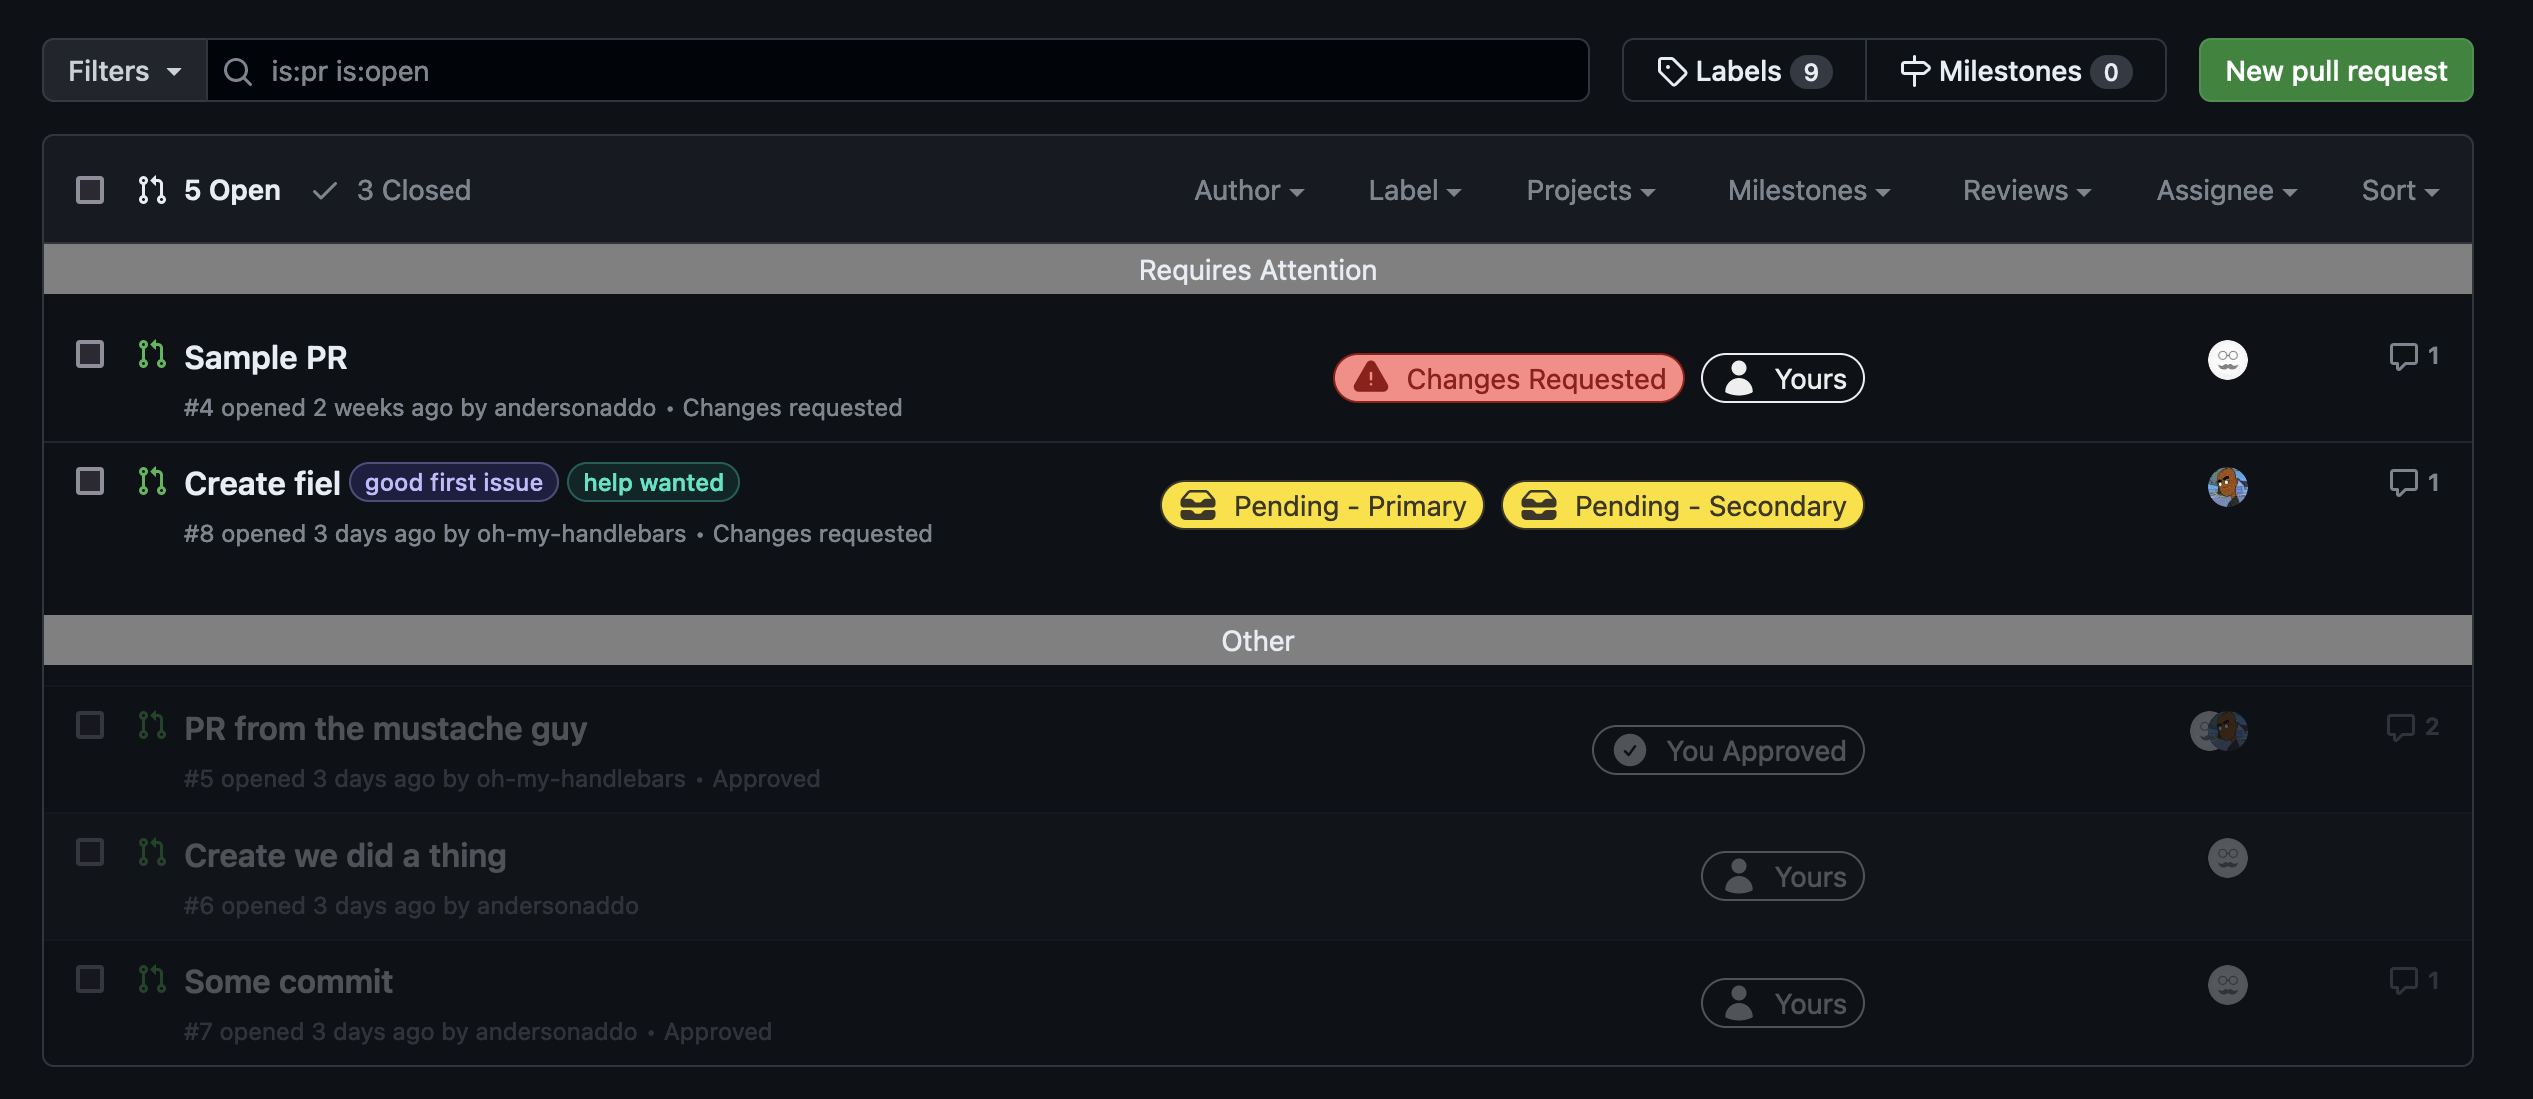 Filters is:pr is:open Labels 9 Milestones 0 New pull request
5 Open 3 Closed Author Label Projects Milestones Reviews Assignee Sort
Requires Attention
Sample PR Changes Requested Yours 1
#4 opened 2 weeks ago by andersonaddo • Changes requested
Create fiel good first issue help wanted Pending - Primary Pending - Secondary 1
#8 opened 3 days ago by oh-my-handlebars • Changes requested
Other
PR from the mustache guy You Approved 2
#5 opened 3 days ago by oh-my-handlebars • Approved
Create we did a thing Yours
#6 opened 3 days ago by andersonaddo
Some commit Yours 1
#7 opened 3 days ago by andersonaddo • Approved